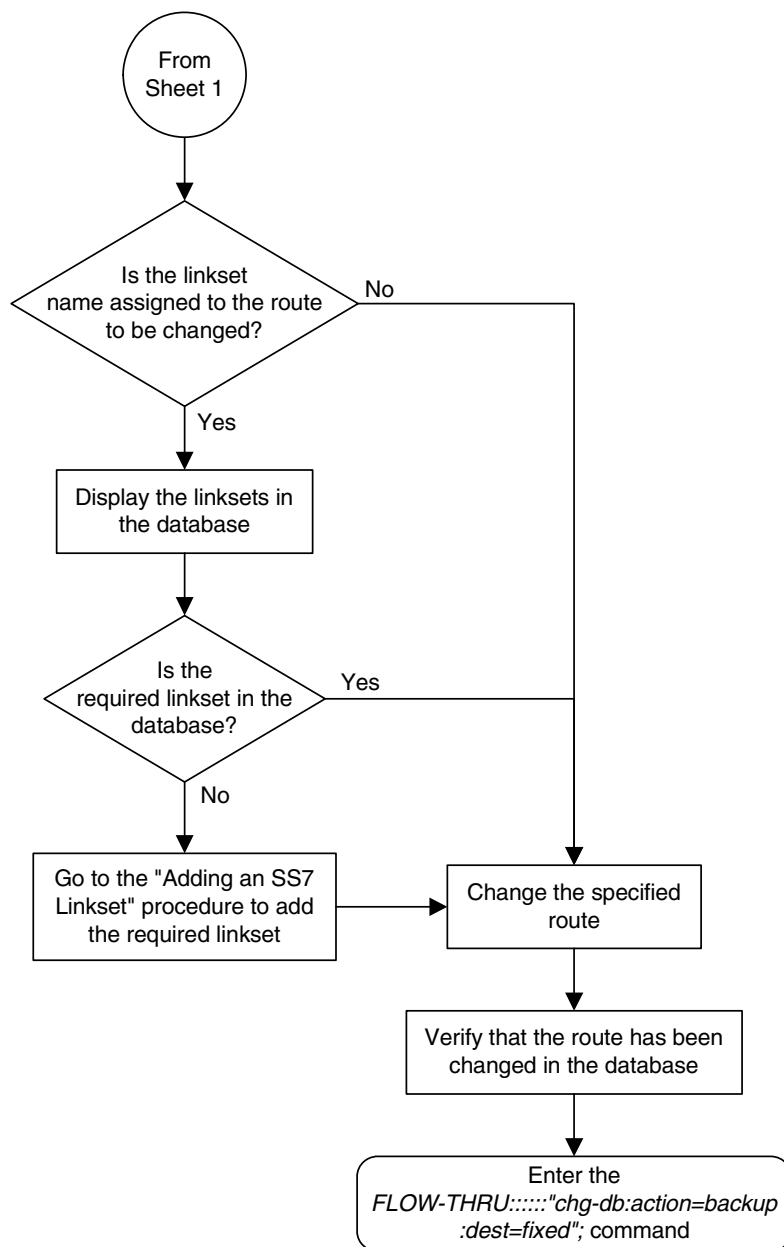 From
Sheet 1
Is the linkset
name assigned to the route
to be changed?
No
Yes
Display the linksets in
the database
Is the
required linkset in the
database?
Yes
No
Go to the "Adding an SS7
Linkset" procedure to add
the required linkset
Change the specified
route
Verify that the route has been
changed in the database
Enter the
FLOW-THRU::::::"chg-db:action=backup
:dest=fixed"; command